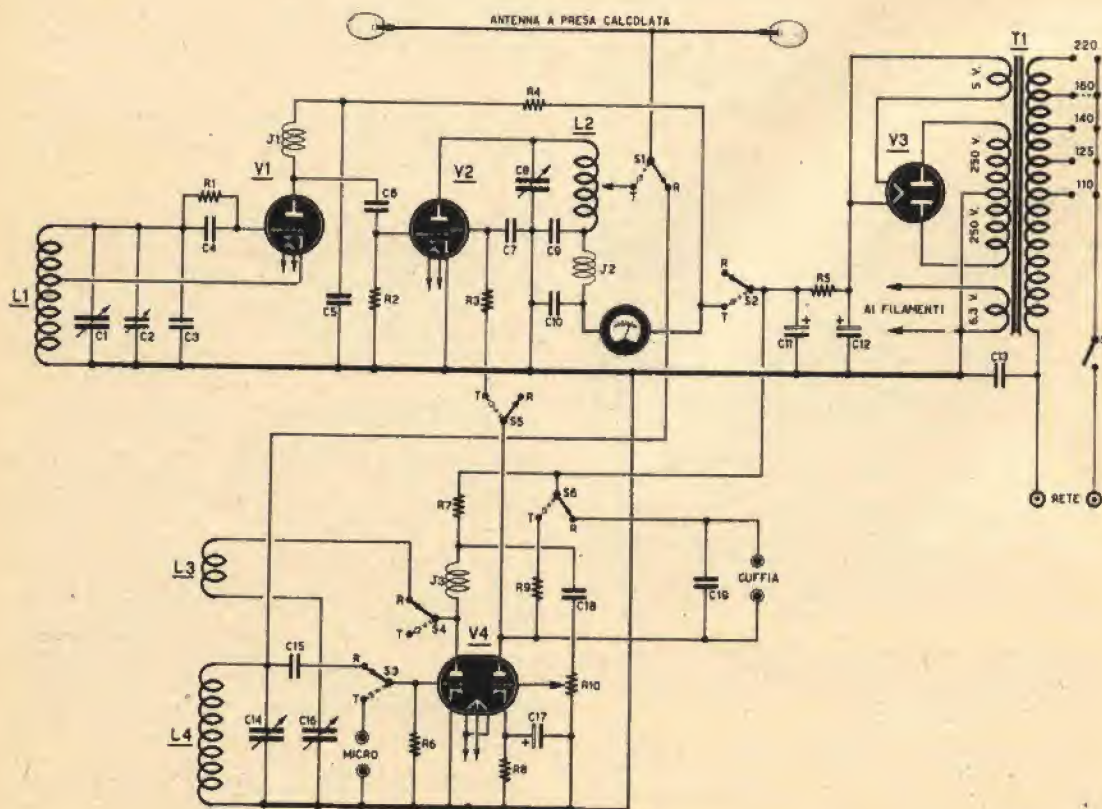 ANTENNA A PRESA CALCOLATA
T1
220
160
140
125
110
5 V.
250 V.
250 V.
6.3 V.
V3
R4
J1
V1
V2
L2
S1
T
R
C8
C6
R1
C4
C7
C9
J2
R3
R2
C5
C10
L1
C1
C2
C3
R
S2
T
R5
C11
+
C12
+
AI FILAMENTI
C13
T
R
S5
RETE
R7
S6
T
R
L3
J3
R9
C18
C19
CUFFIA
R
S4
T
V4
C15
R
S3
T
R10
L4
C14
C16
MICRO
R6
R8
C17
+